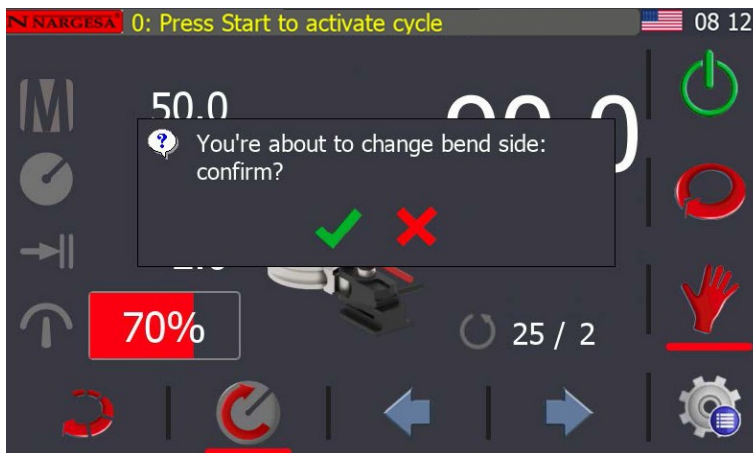 NARGESA
0: Press Start to activate cycle
08 12
50.0
You're about to change bend side:
confirm?
70%
25 / 2